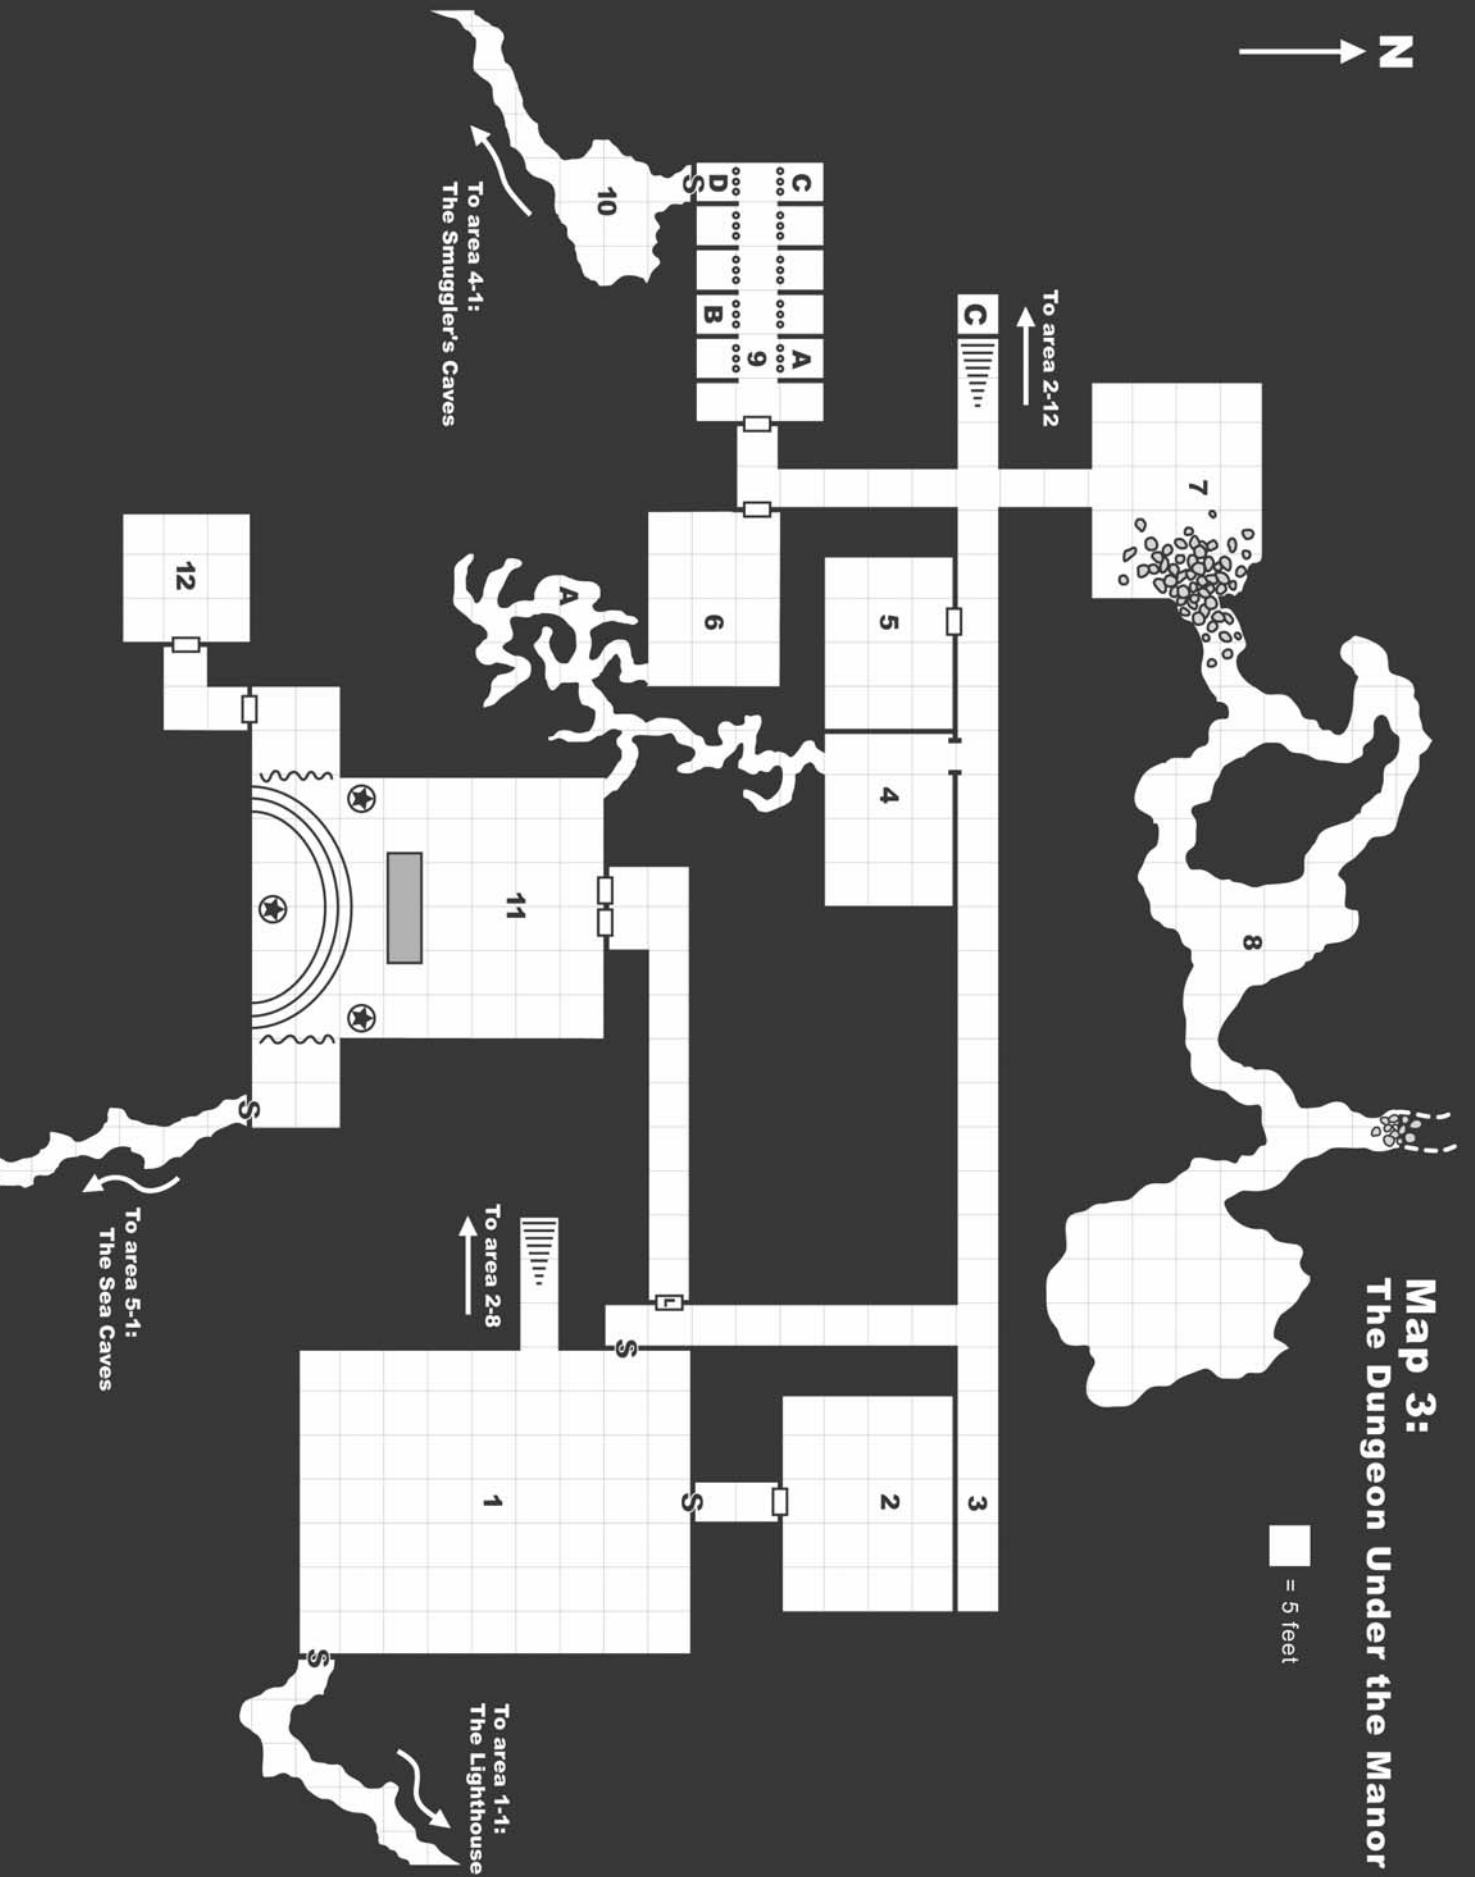 N
Map 3:
The Dungeon Under the Manor
= 5 feet
To area 2-12
To area 4-1:
The Smuggler's Caves
To area 2-8
To area 5-1:
The Sea Caves
To area 1-1:
The Lighthouse
C
7
8
C
D
S
B
A
9
10
5
4
6
A
3
2
S
1
S
S
L
11
12
S